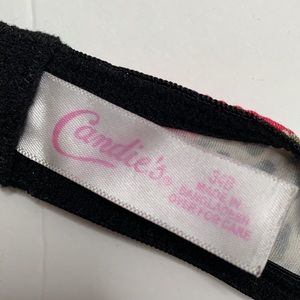 Candie's®
34B
MADE IN
BANGLADESH
OVER FOR CARE